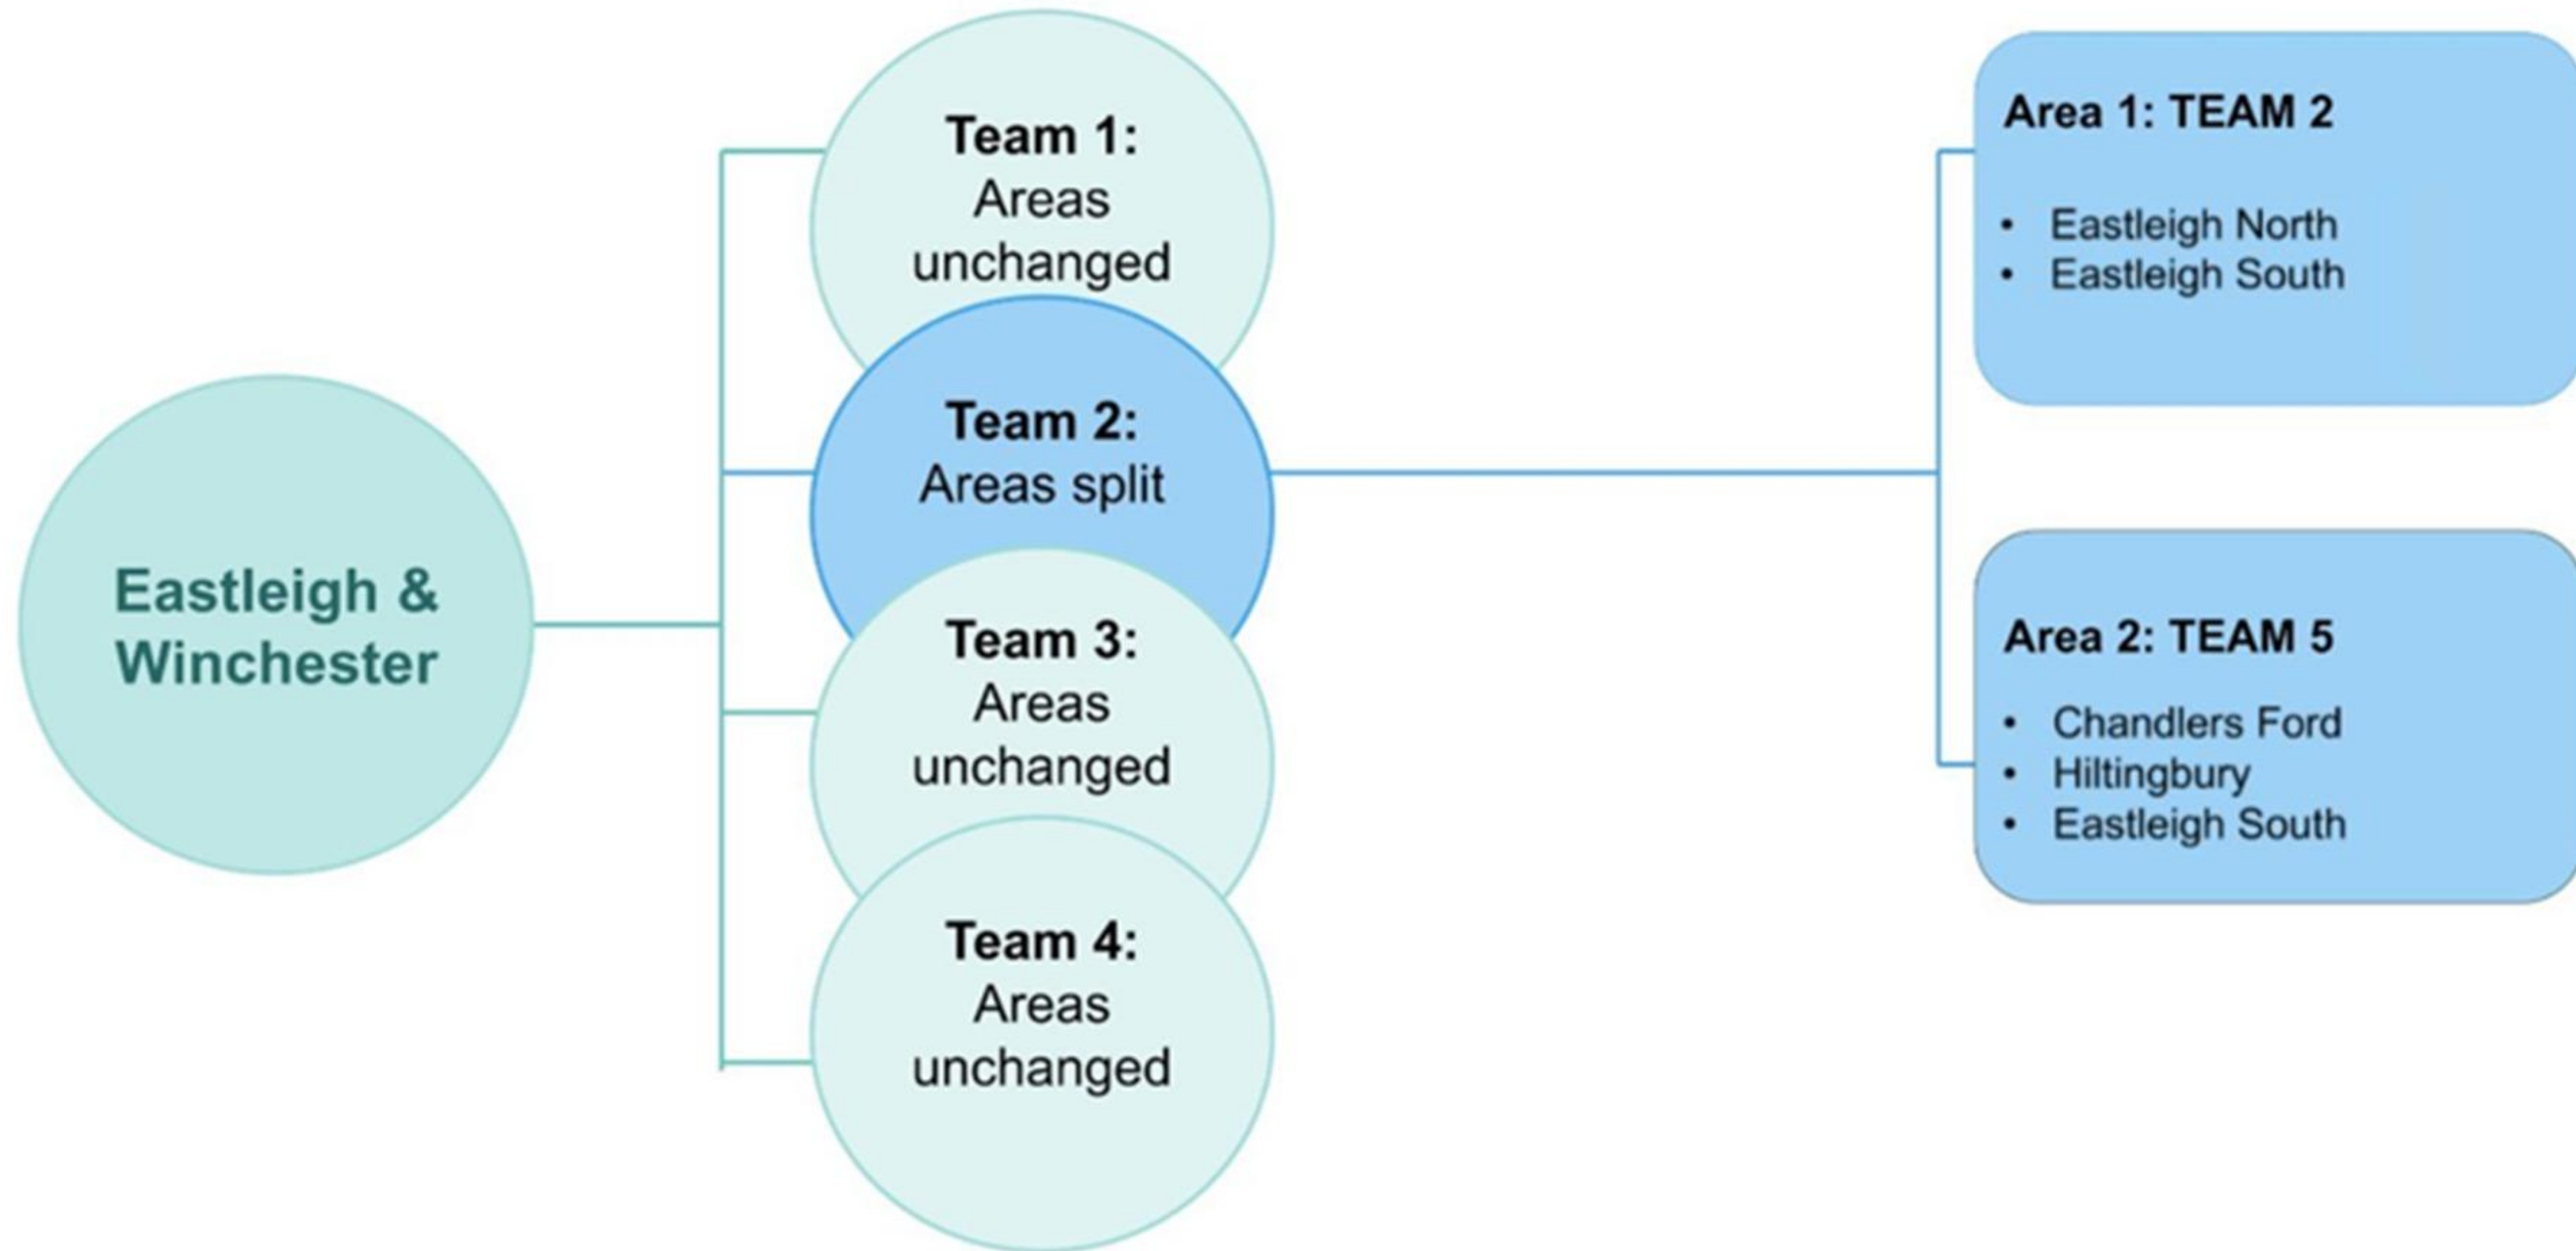 Eastleigh &
Winchester
Team 1:
Areas
unchanged
Team 2:
Areas split
Team 3:
Areas
unchanged
Team 4:
Areas
unchanged
Area 1: TEAM 2
• Eastleigh North
• Eastleigh South
Area 2: TEAM 5
• Chandlers Ford
• Hiltingbury
• Eastleigh South